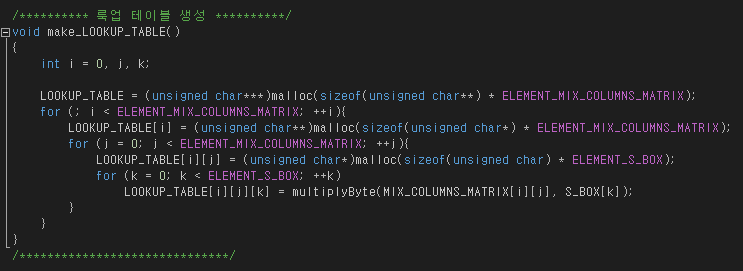 /********** 룩업 테이블 생성 **********/
void make_LOOKUP_TABLE()
{
    int i = 0, j, k;

    LOOKUP_TABLE = (unsigned char***)malloc(sizeof(unsigned char**) * ELEMENT_MIX_COLUMNS_MATRIX);
    for (; i < ELEMENT_MIX_COLUMNS_MATRIX; ++i){
        LOOKUP_TABLE[i] = (unsigned char**)malloc(sizeof(unsigned char*) * ELEMENT_MIX_COLUMNS_MATRIX);
        for (j = 0; j < ELEMENT_MIX_COLUMNS_MATRIX; ++j){
            LOOKUP_TABLE[i][j] = (unsigned char*)malloc(sizeof(unsigned char) * ELEMENT_S_BOX);
            for (k = 0; k < ELEMENT_S_BOX; ++k)
                LOOKUP_TABLE[i][j][k] = multiplyByte(MIX_COLUMNS_MATRIX[i][j], S_BOX[k]);
        }
    }
}
/******************************/